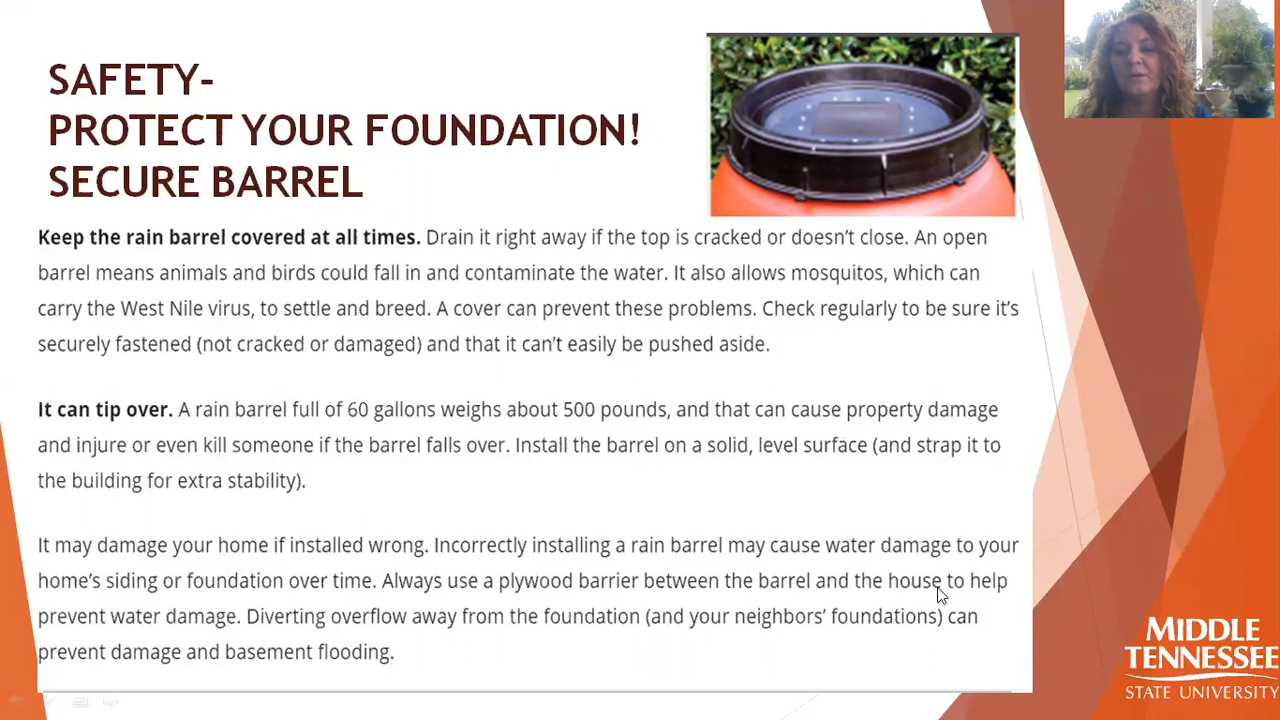 SAFETY-
PROTECT YOUR FOUNDATION!
SECURE BARREL
Keep the rain barrel covered at all times. Drain it right away if the top is cracked or doesn't close. An open
barrel means animals and birds could fall in and contaminate the water. It also allows mosquitos, which can
carry the West Nile virus, to settle and breed. A cover can prevent these problems. Check regularly to be sure it's
securely fastened (not cracked or damaged) and that it can't easily be pushed aside.
It can tip over. A rain barrel full of 60 gallons weighs about 500 pounds, and that can cause property damage
and injure or even kill someone if the barrel falls over. Install the barrel on a solid, level surface (and strap it to
the building for extra stability).
It may damage your home if installed wrong. Incorrectly installing a rain barrel may cause water damage to your
home's siding or foundation over time. Always use a plywood barrier between the barrel and the house to help
prevent water damage. Diverting overflow away from the foundation (and your neighbors' foundations) can
prevent damage and basement flooding.
MIDDLE
TENNESSEE
STATE UNIVERSITY